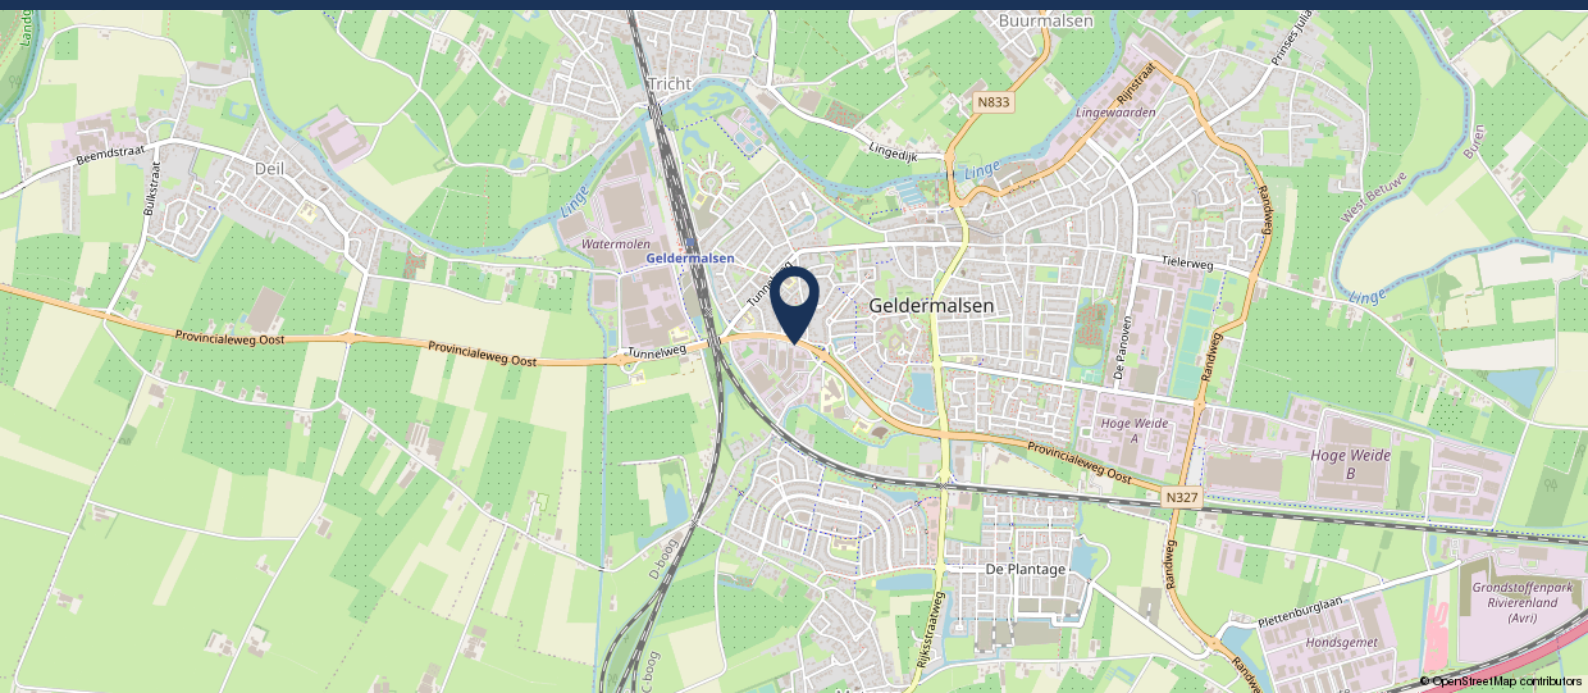 Buurmalsen
Prinses Julia
Tricht
Rijnstraat
N833
Lingewaarden
Lingedijk
Linge
Buren
West Betuwe
Beemdstraat
Deil
Bulkstraat
Linge
Randweg
Watermolen
Geldermalsen
Tielerweg
Linge
Geldermalsen
Provincialeweg Oost
Provincialeweg Oost
Tunnelweg
De Panoven
Randweg
Hoge Weide
A
Provincialeweg Oost
Hoge Weide
B
N327
D-boog
De Plantage
Randweg
Rijksstraatweg
Plettenburglaan
Hondsgemet
Grondstoffenpark
Rivierenland
(Avri)
C-boog
© OpenStreetMap contributors